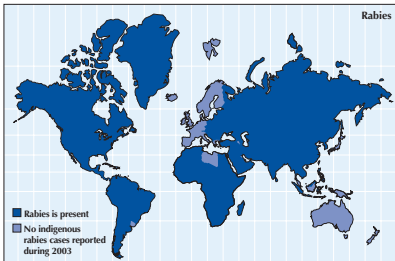 Rabies
Rabies is present
No indigenous
rabies cases reported
during 2003